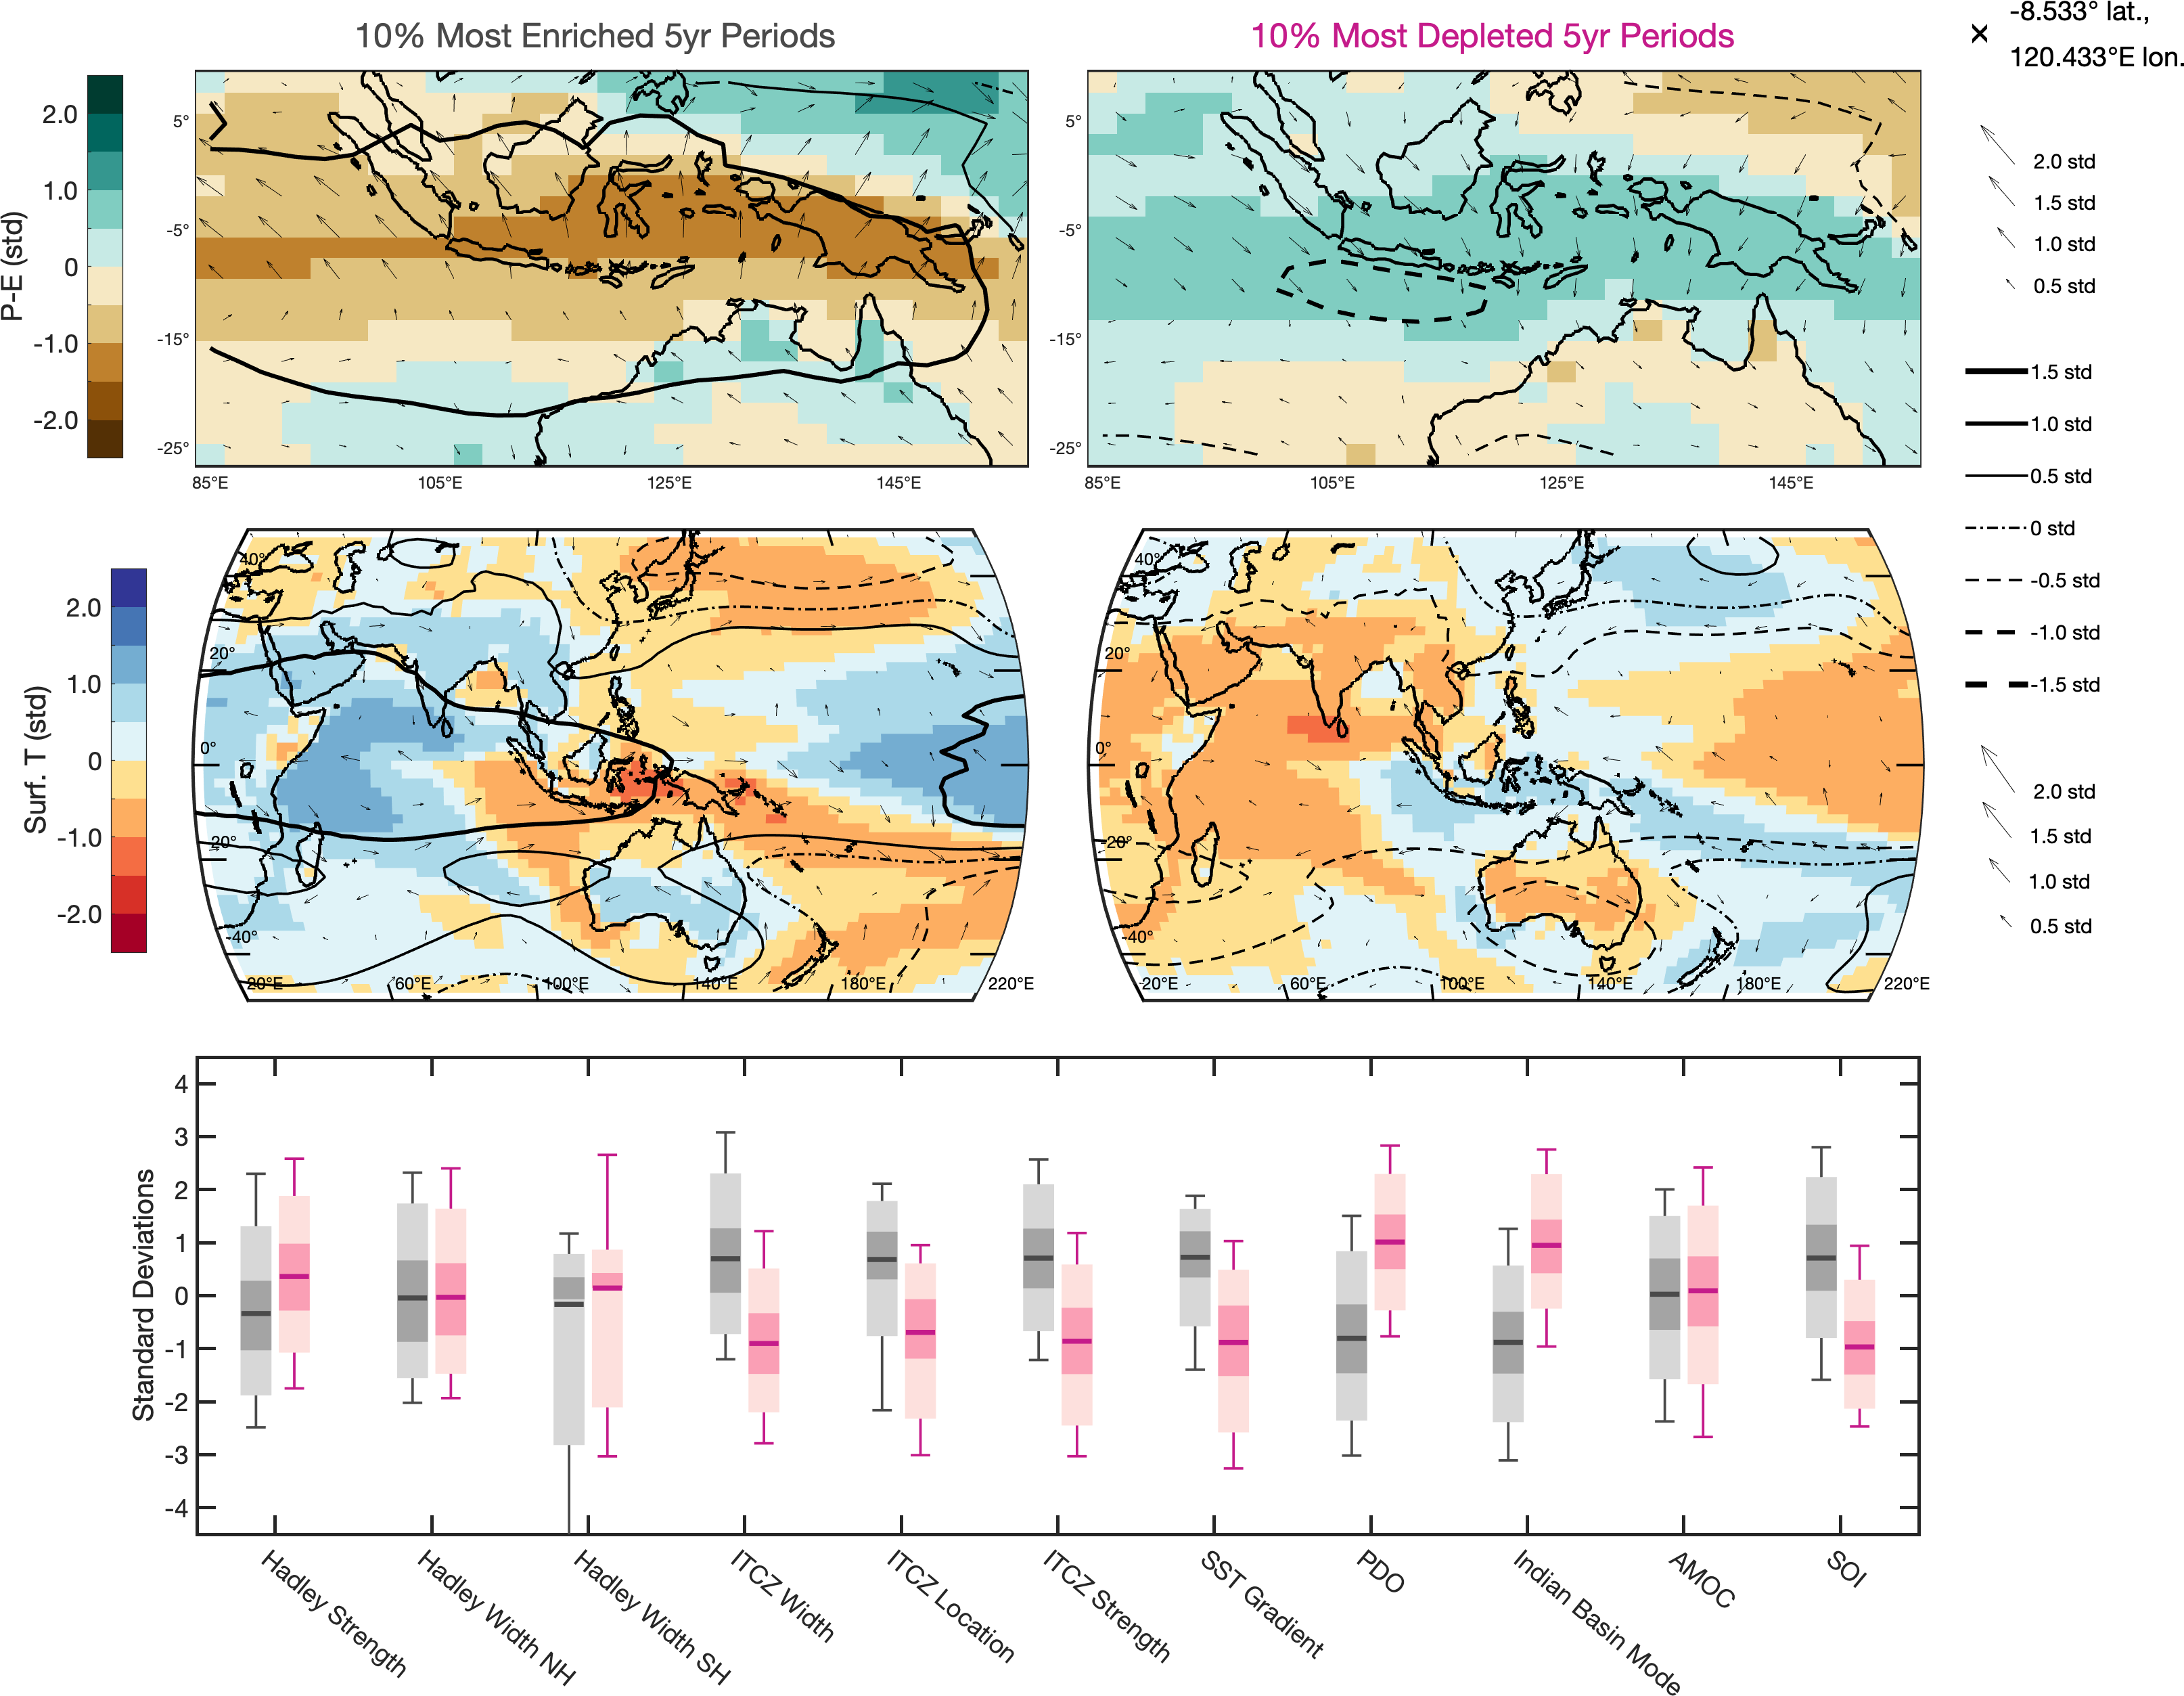 10% Most Enriched 5yr Periods
10% Most Depleted 5yr Periods
-8.533° lat.,
120.433°E lon.
P-E (std)
2.0
1.0
0
-1.0
-2.0
5°
-5°
-15°
-25°
85°E
105°E
125°E
145°E
5°
-5°
-15°
-25°
85°E
105°E
125°E
145°E
2.0 std
1.5 std
1.0 std
0.5 std
1.5 std
1.0 std
0.5 std
0 std
-0.5 std
-1.0 std
-1.5 std
2.0 std
1.5 std
1.0 std
0.5 std
Surf. T (std)
2.0
1.0
0
-1.0
-2.0
40°
20°
0°
-20°
-40°
20°E
60°E
100°E
140°E
180°E
220°E
40°
20°
0°
-20°
-40°
20°E
60°E
100°E
140°E
180°E
220°E
Standard Deviations
4
3
2
1
0
-1
-2
-3
-4
Hadley Strength
Hadley Width NH
Hadley Width SH
ITCZ Width
ITCZ Location
ITCZ Strength
SST Gradient
PDO
Indian Basin Mode
AMOC
SOI